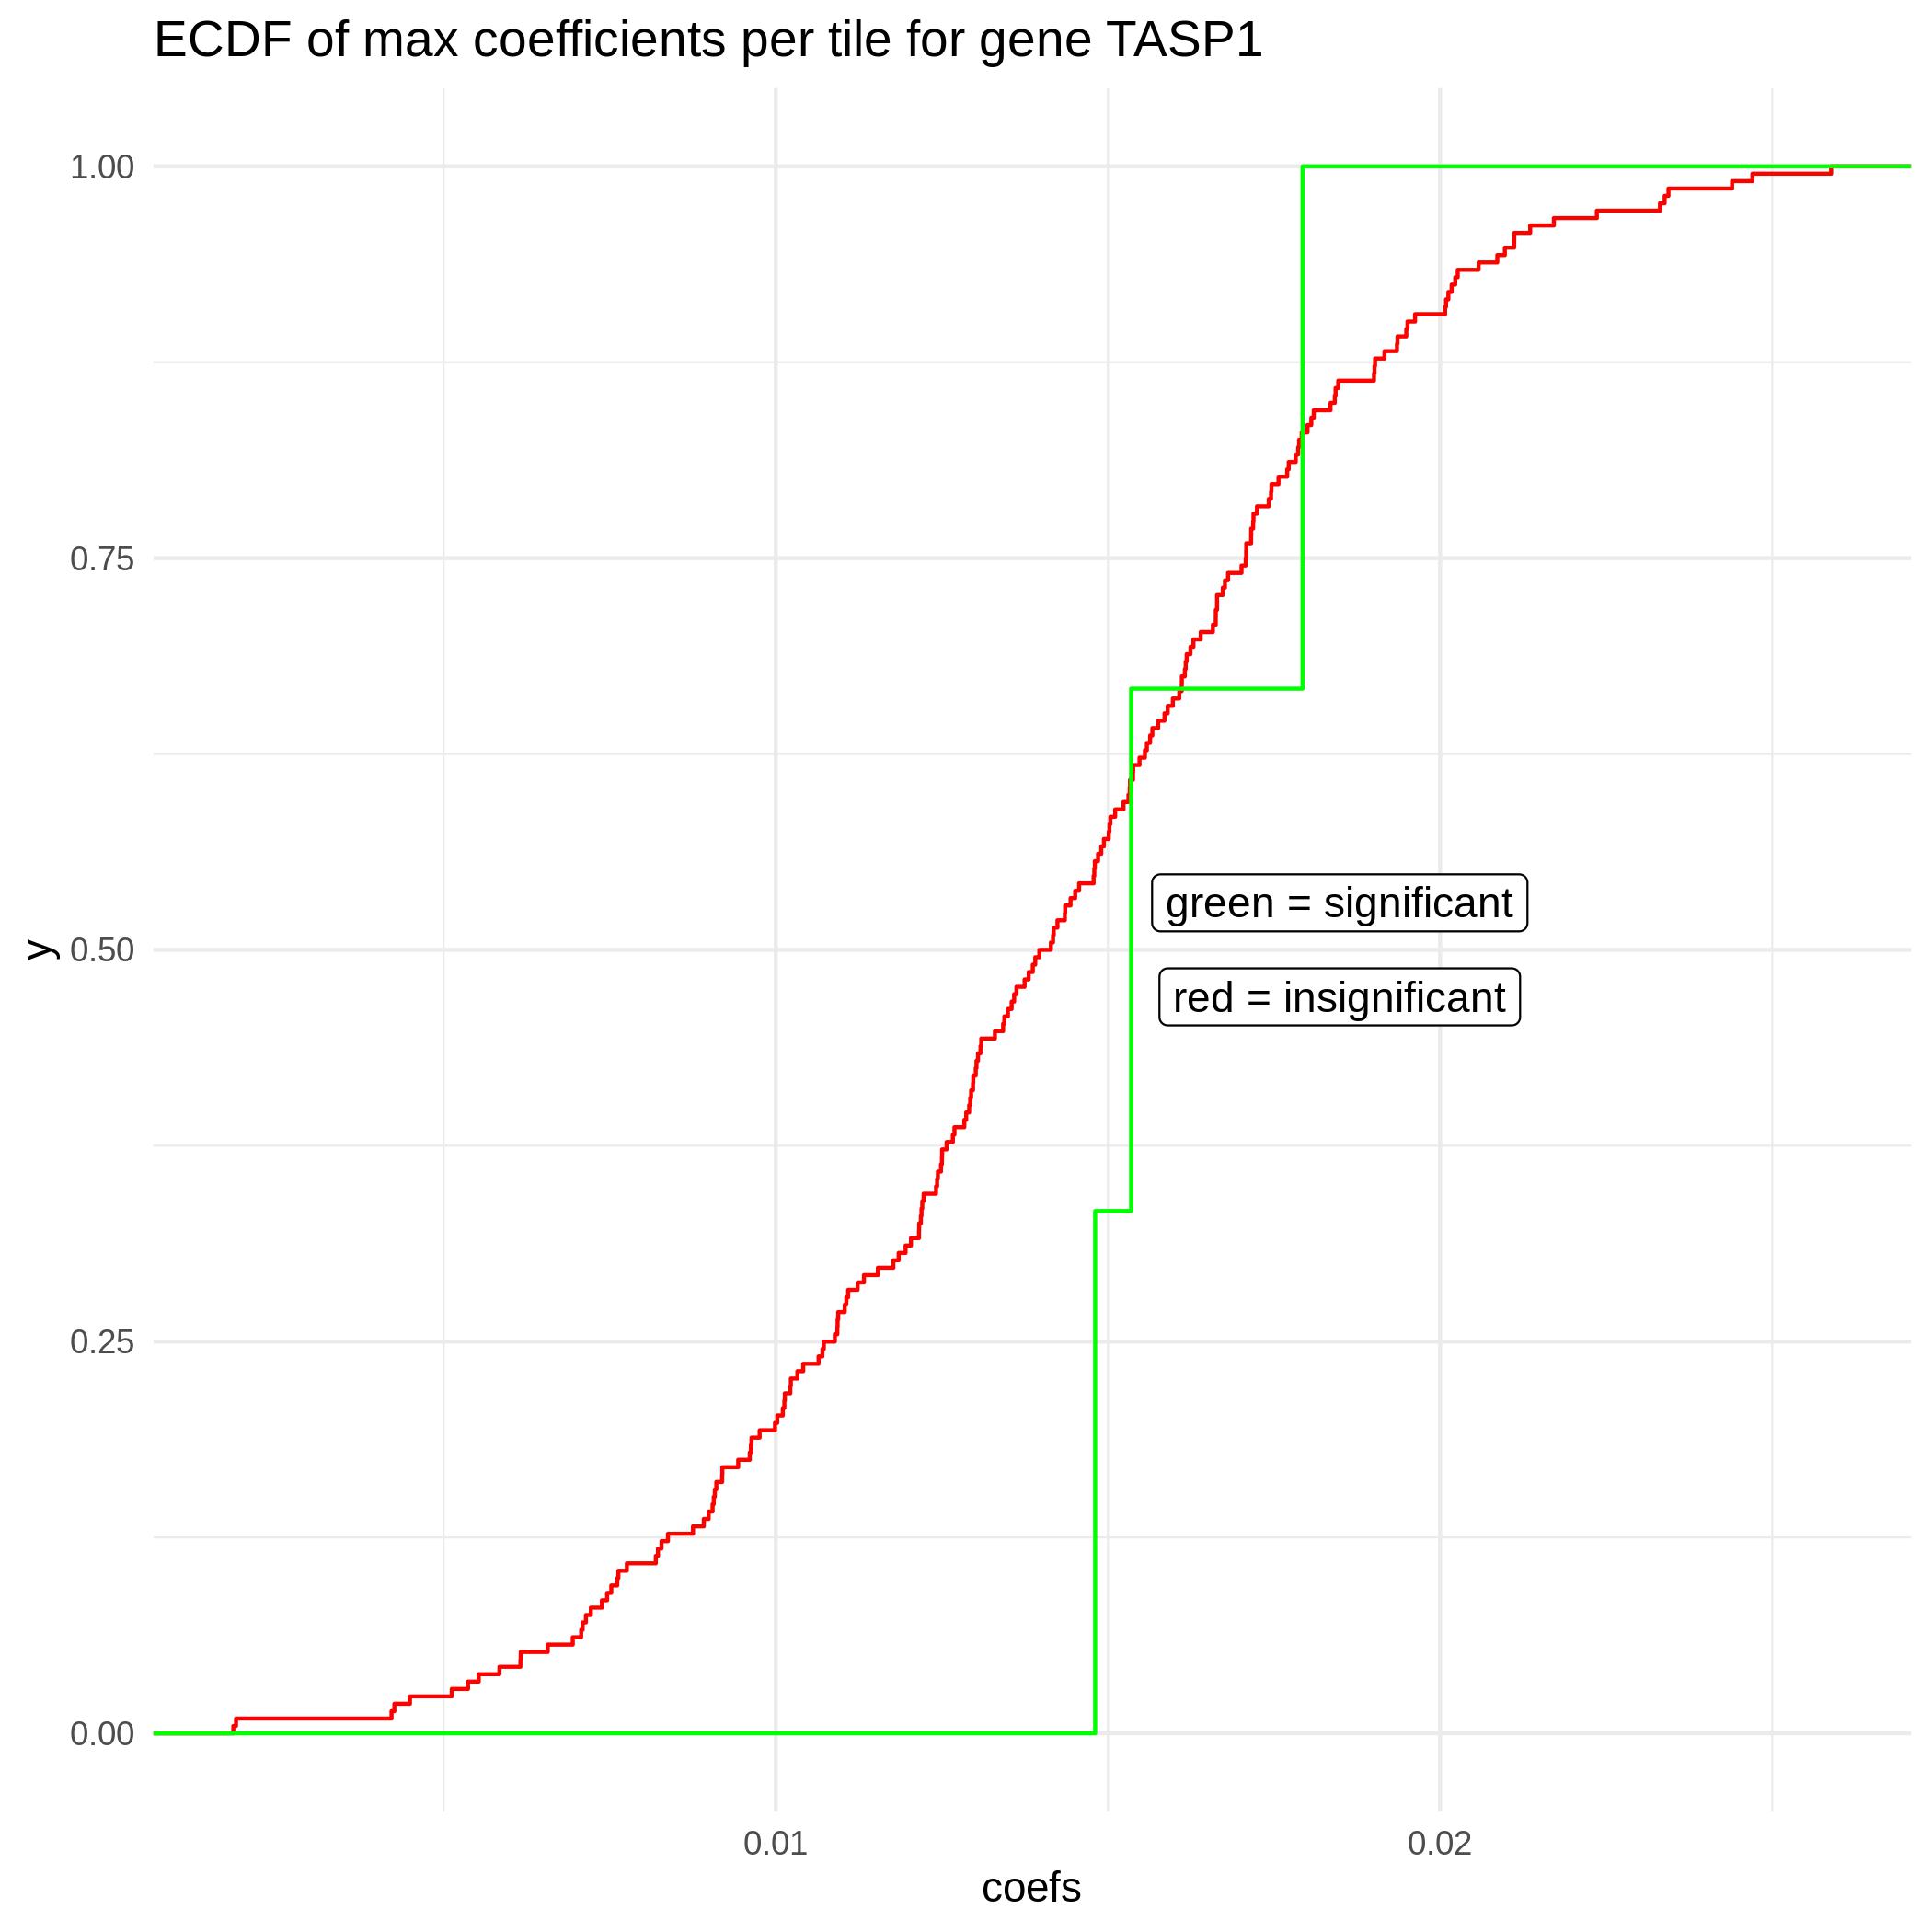 ECDF of max coefficients per tile for gene TASP1
1.00
0.75
0.50
0.25
0.00
y
green = significant
red = insignificant
0.01
0.02
coefs